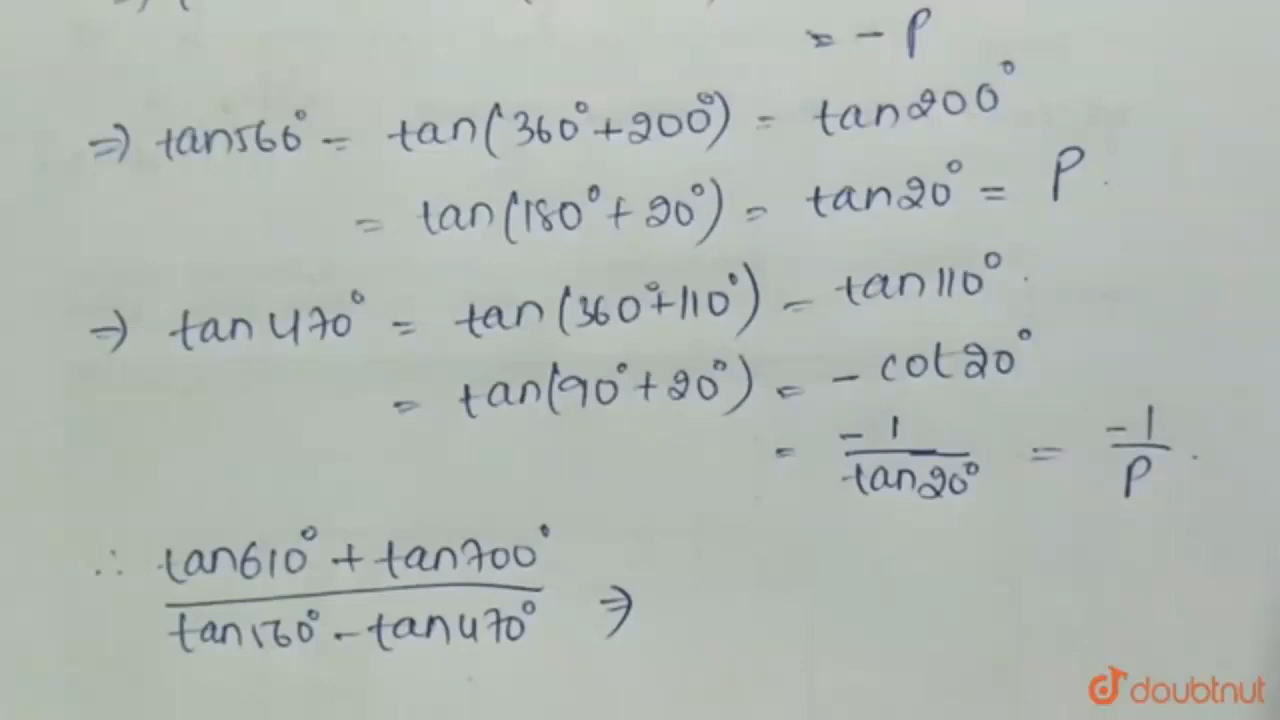 = - P
⇒ tan560° = tan(360°+200°) = tan200°
= tan(180°+20°) = tan20° = P.
⇒ tan470° = tan(360°+110°) = tan110°.
= tan(90°+20°) = - cot20°
= -1/tan20° = -1/P.
∴ tan610° + tan700° / tan560° - tan470° ⇒
doubtnut